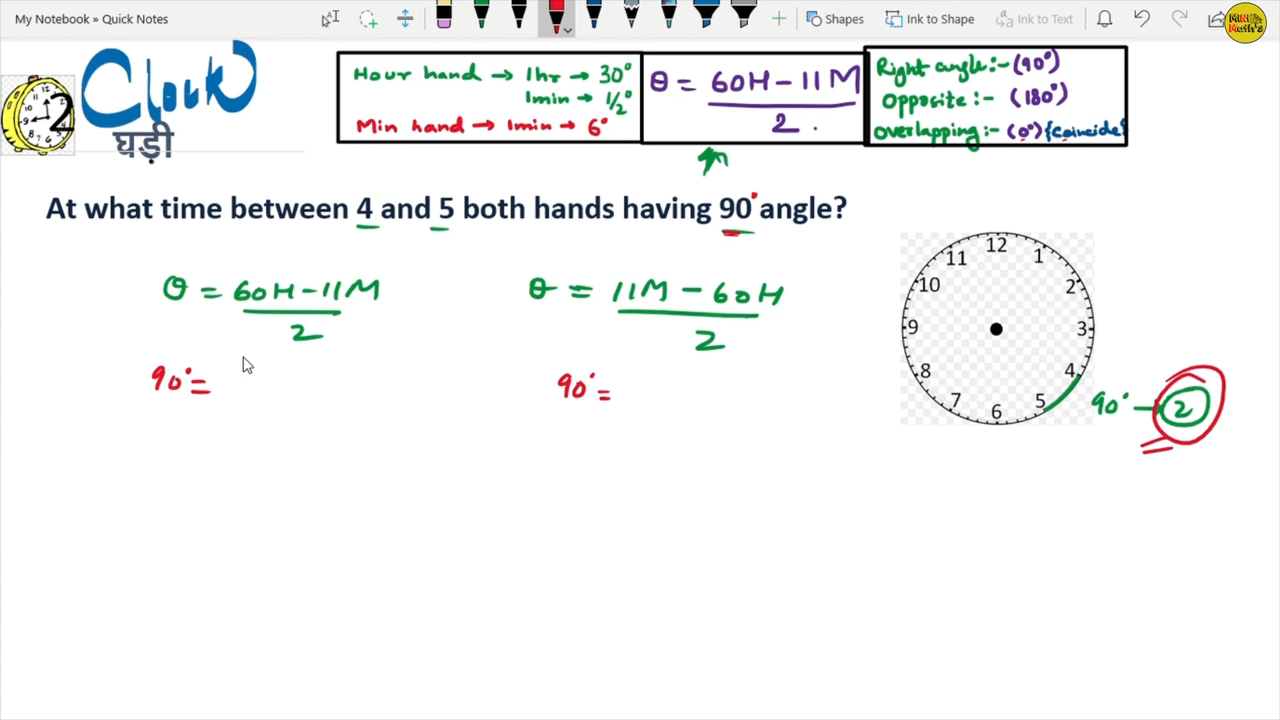 My Notebook » Quick Notes
Shapes
Ink to Shape
Ink to Text
MiNi Math's
Clock
घड़ी
2
Hour hand → 1hr → 30°
1min → 1/2°
Min hand → 1min → 6°
θ = 60H - 11M
2 .
Right angle:- (90°)
Opposite :- (180°)
Overlapping :- (0°) {Coincide}
At what time between 4 and 5 both hands having 90° angle?
θ = 60H - 11M
2
θ = 11M - 60H
2
90° =
90° =
12
11
1
10
2
9
3
8
4
7
5
6
90° - 2